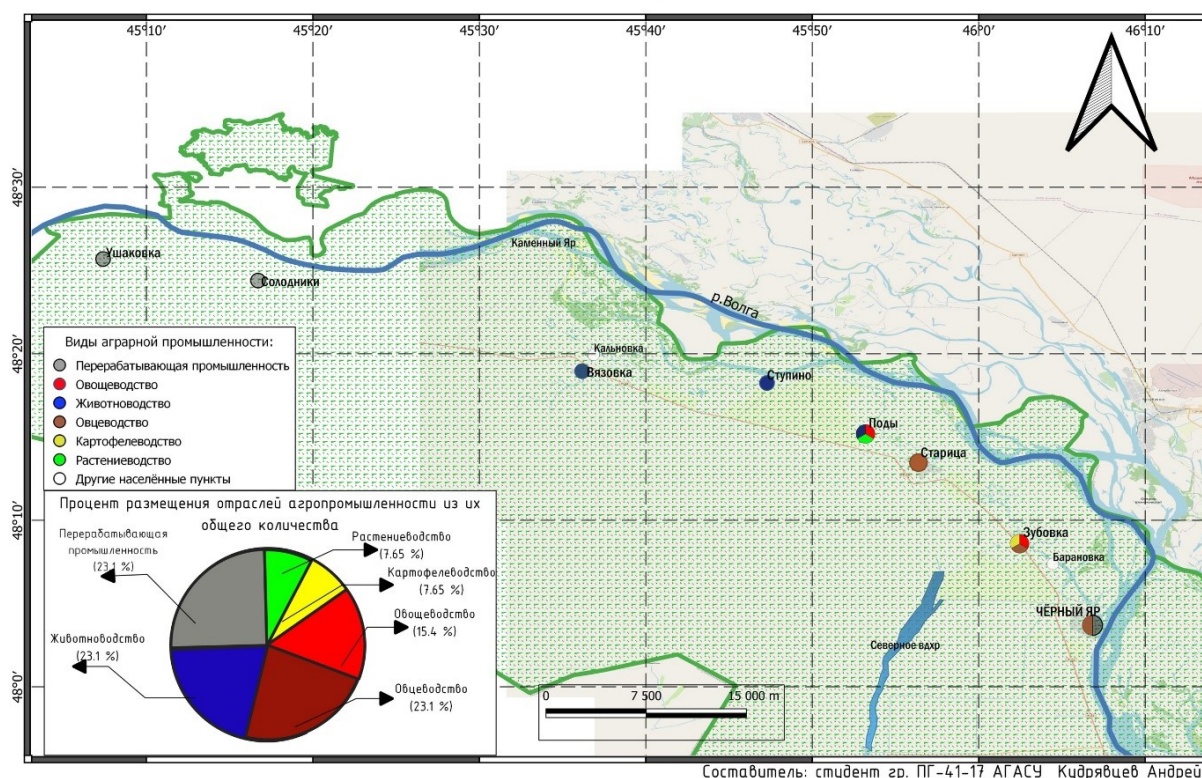 45°10'
45°20'
45°30'
45°40'
45°50'
46°0'
46°10'
48°30'
48°20'
48°10'
48°0'
Каменный Яр
Ушаковка
Солодники
р.Волга
Кальновка
Вязовка
Ступино
Поды
Старица
Зубовка
Барановка
ЧЁРНЫЙ ЯР
Северное вдхр
Виды аграрной промышленности:
Перерабатывающая промышленность
Овощеводство
Животноводство
Овцеводство
Картофелеводство
Растениеводство
Другие населённые пункты
Процент размещения отраслей агропромышленности из их
общего количества
Перерабатывающая
промышленность
(23.1 %)
Растениеводство
(7.65 %)
Картофелеводство
(7.65 %)
Овощеводство
(15.4 %)
Животноводство
(23.1 %)
Овцеводство
(23.1 %)
0 7 500 15 000 m
Составитель: студент гр. ПГ-41-17 АГАСУ Кудрявцев Андрей